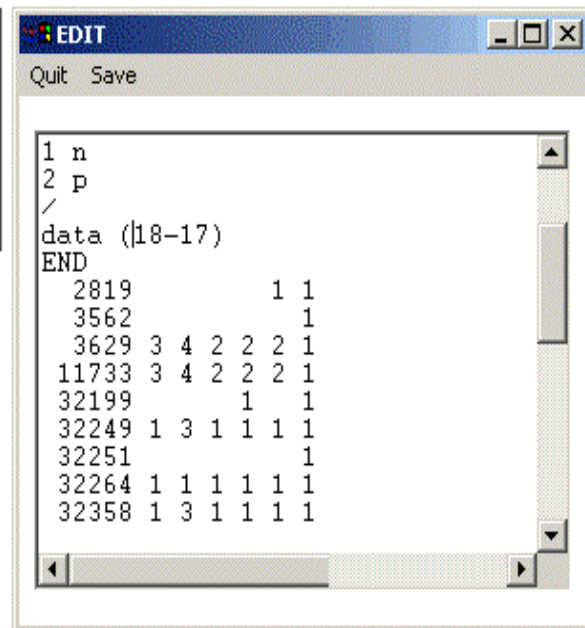 EDIT
Quit Save
1 n
2 p
/
data (18-17)
END
2819 1 1
3562 1
3629 3 4 2 2 2 1
11733 3 4 2 2 2 1
32199 1 1
32249 1 3 1 1 1 1
32251 1
32264 1 1 1 1 1 1
32358 1 3 1 1 1 1